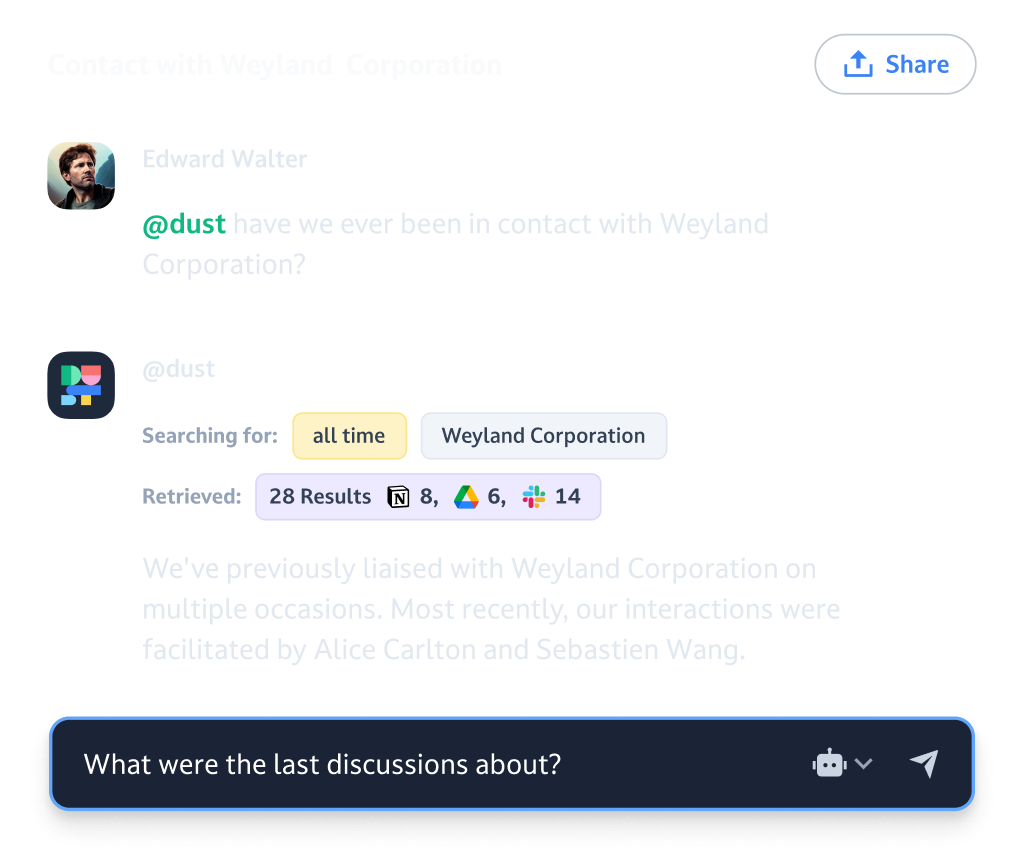 Contact with Weyland Corporation
Share
Edward Walter
@dust have we ever been in contact with Weyland
Corporation?
@dust
Searching for: all time Weyland Corporation
Retrieved: 28 Results N 8, 6, 14
We've previously liaised with Weyland Corporation on
multiple occasions. Most recently, our interactions were
facilitated by Alice Carlton and Sebastien Wang.
What were the last discussions about?